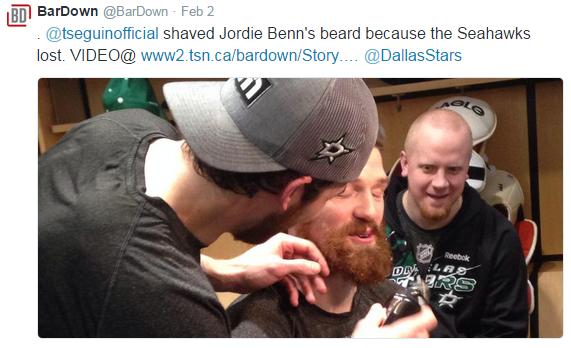 BD BarDown @BarDown · Feb 2
. @tseguinofficial shaved Jordie Benn's beard because the Seahawks
lost. VIDEO@ www2.tsn.ca/bardown/Story.… @DallasStars
Reebok
STARS